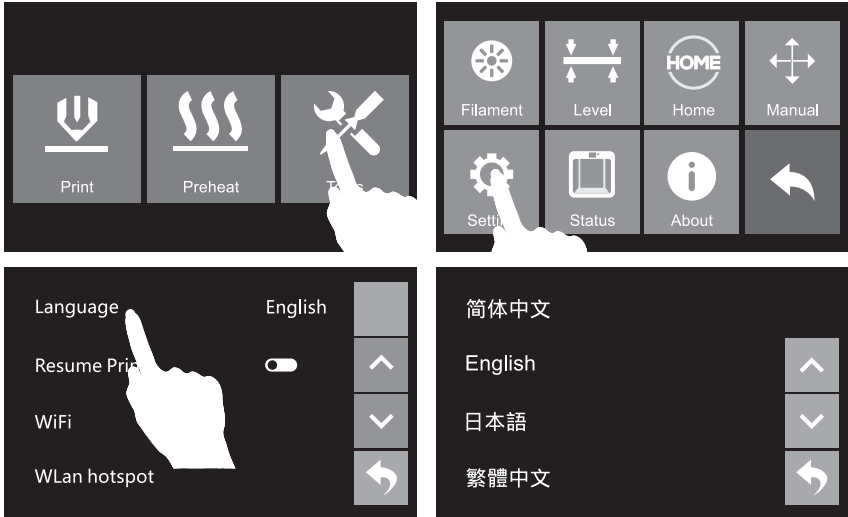 Print
Preheat
Filament
Level
HOME
Home
Manual
Status
About
Language
English
Resume
WiFi
WLan hotspot
简体中文
English
日本語
繁體中文